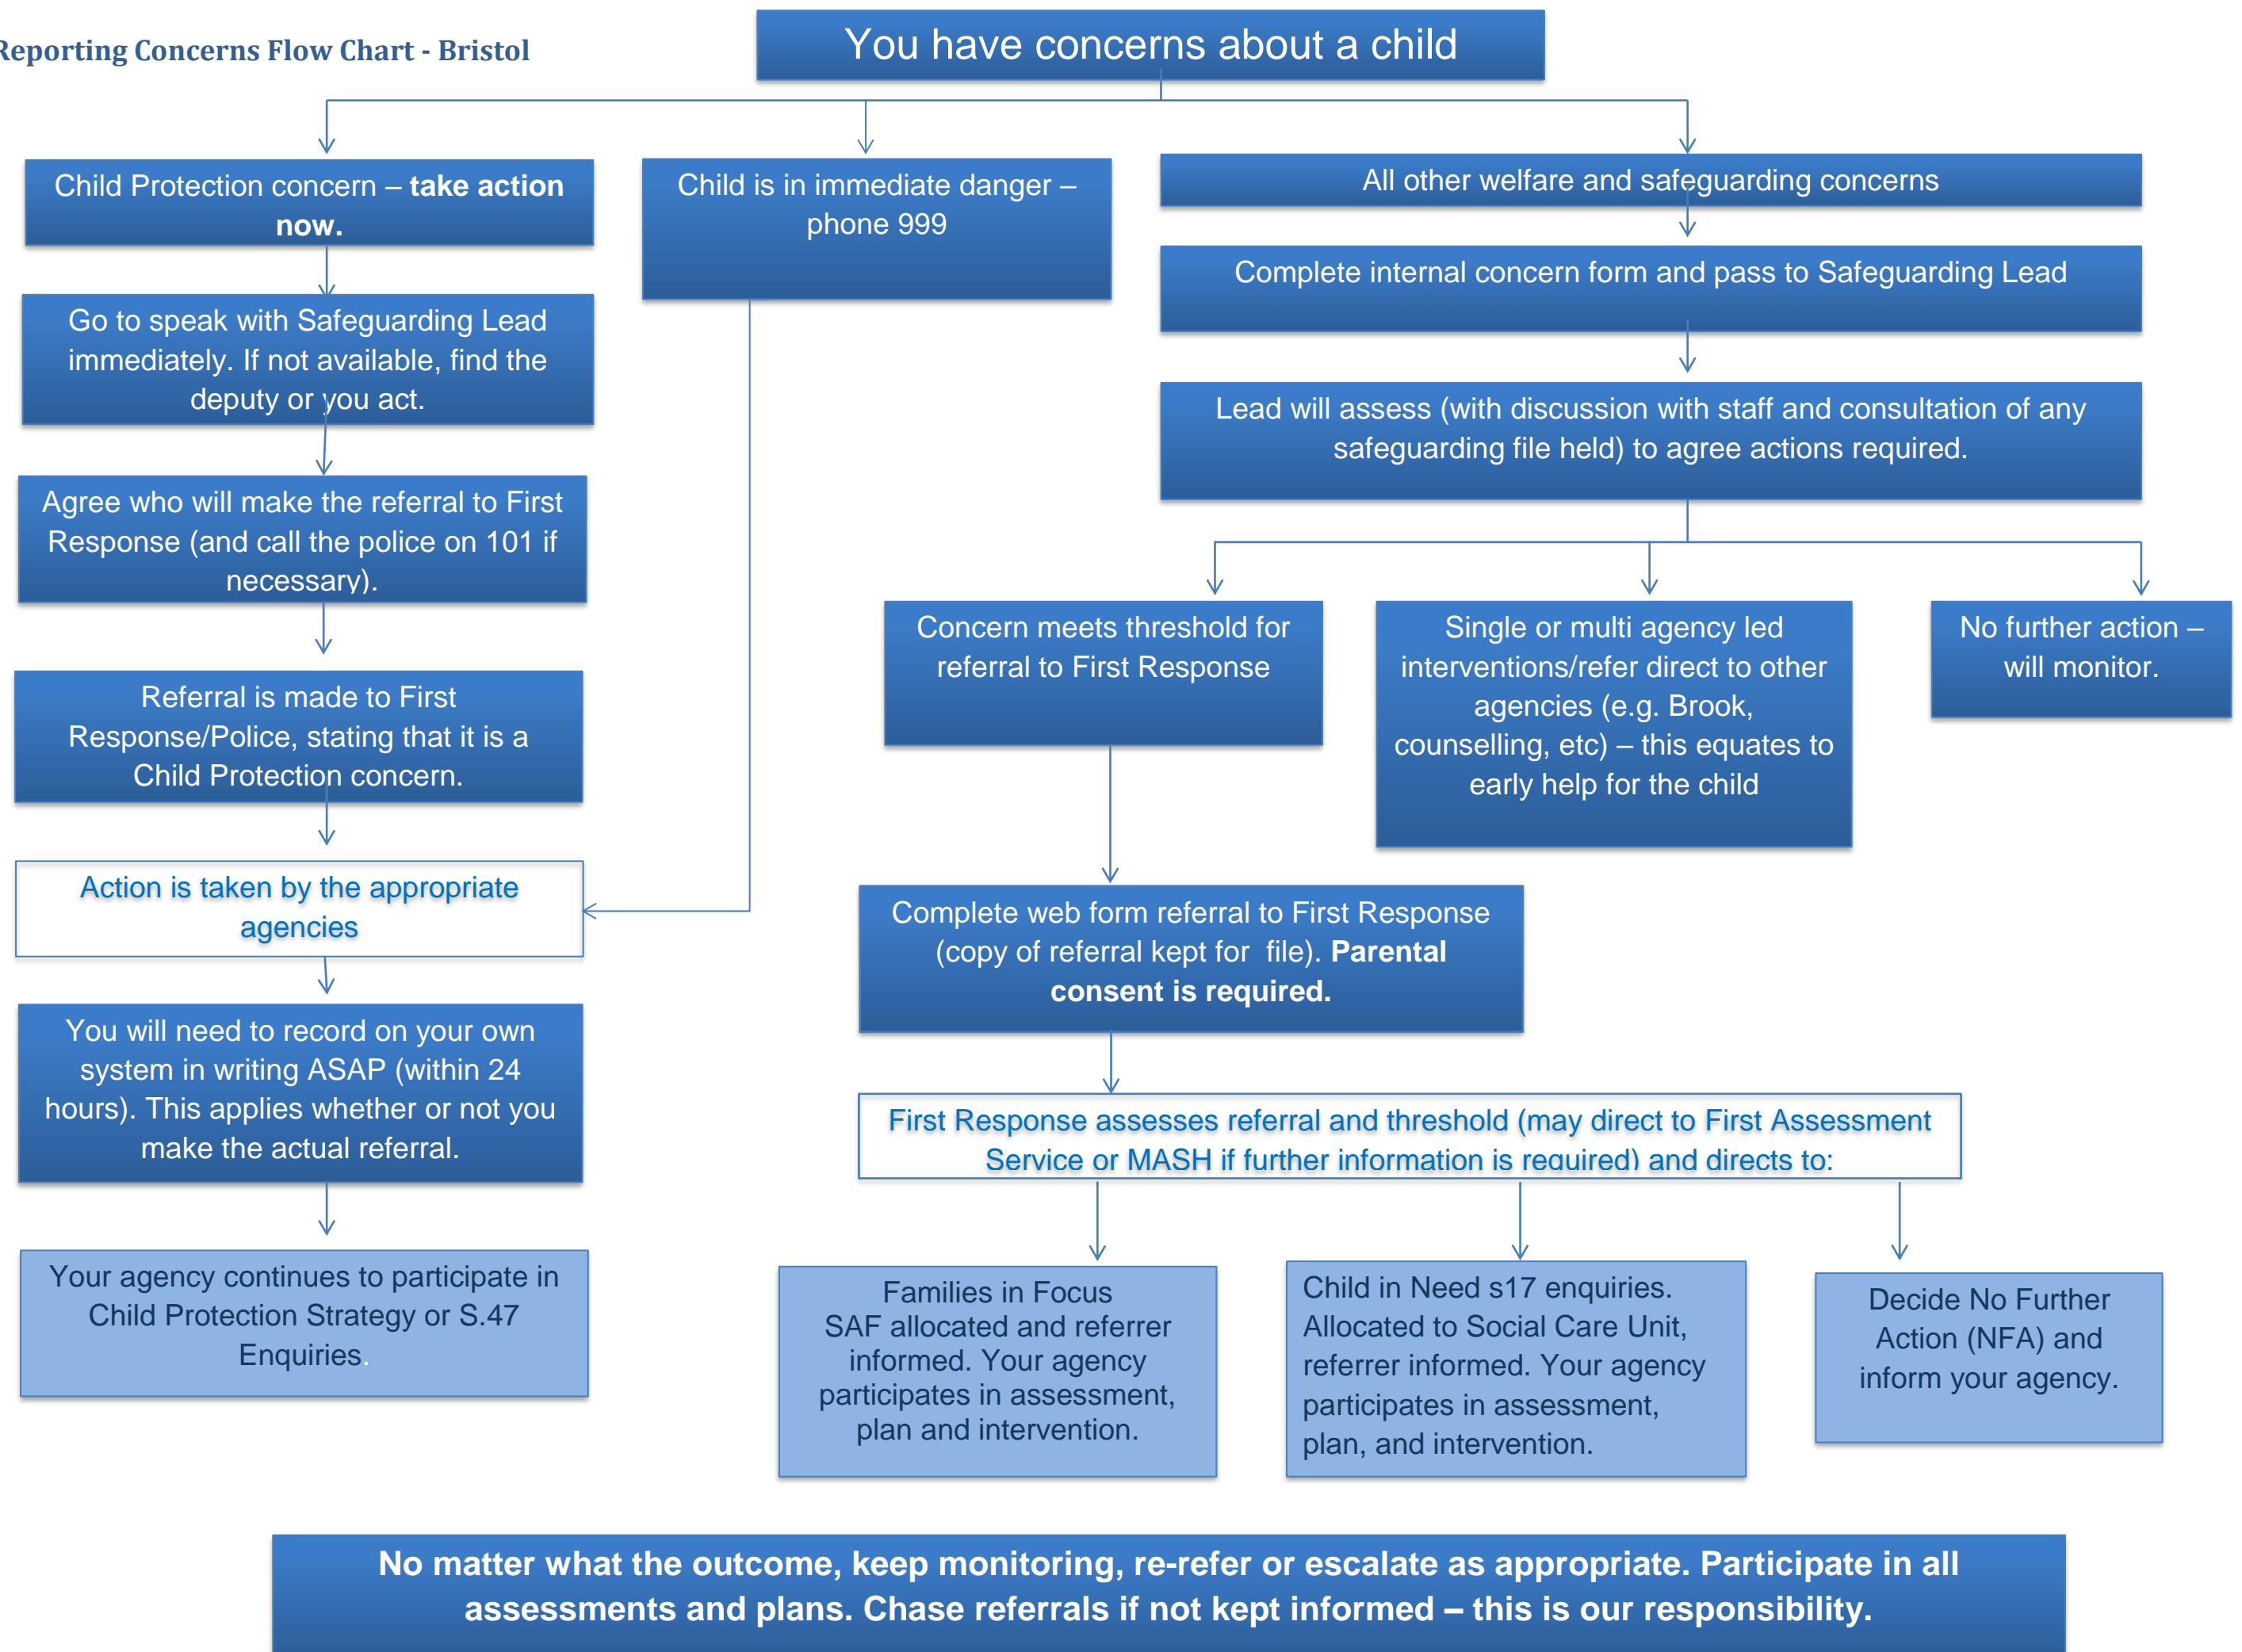 Reporting Concerns Flow Chart - Bristol
You have concerns about a child
Child Protection concern – take action
now.
Child is in immediate danger –
phone 999
All other welfare and safeguarding concerns
Go to speak with Safeguarding Lead
immediately. If not available, find the
deputy or you act.
Complete internal concern form and pass to Safeguarding Lead
Lead will assess (with discussion with staff and consultation of any
safeguarding file held) to agree actions required.
Agree who will make the referral to First
Response (and call the police on 101 if
necessary).
Concern meets threshold for
referral to First Response
Single or multi agency led
interventions/refer direct to other
agencies (e.g. Brook,
counselling, etc) – this equates to
early help for the child
No further action –
will monitor.
Referral is made to First
Response/Police, stating that it is a
Child Protection concern.
Action is taken by the appropriate
agencies
Complete web form referral to First Response
(copy of referral kept for  file). Parental
consent is required.
You will need to record on your own
system in writing ASAP (within 24
hours). This applies whether or not you
make the actual referral.
First Response assesses referral and threshold (may direct to First Assessment
Service or MASH if further information is required) and directs to:
Your agency continues to participate in
Child Protection Strategy or S.47
Enquiries.
Families in Focus
SAF allocated and referrer
informed. Your agency
participates in assessment,
plan and intervention.
Child in Need s17 enquiries.
Allocated to Social Care Unit,
referrer informed. Your agency
participates in assessment,
plan, and intervention.
Decide No Further
Action (NFA) and
inform your agency.
No matter what the outcome, keep monitoring, re-refer or escalate as appropriate. Participate in all
assessments and plans. Chase referrals if not kept informed – this is our responsibility.